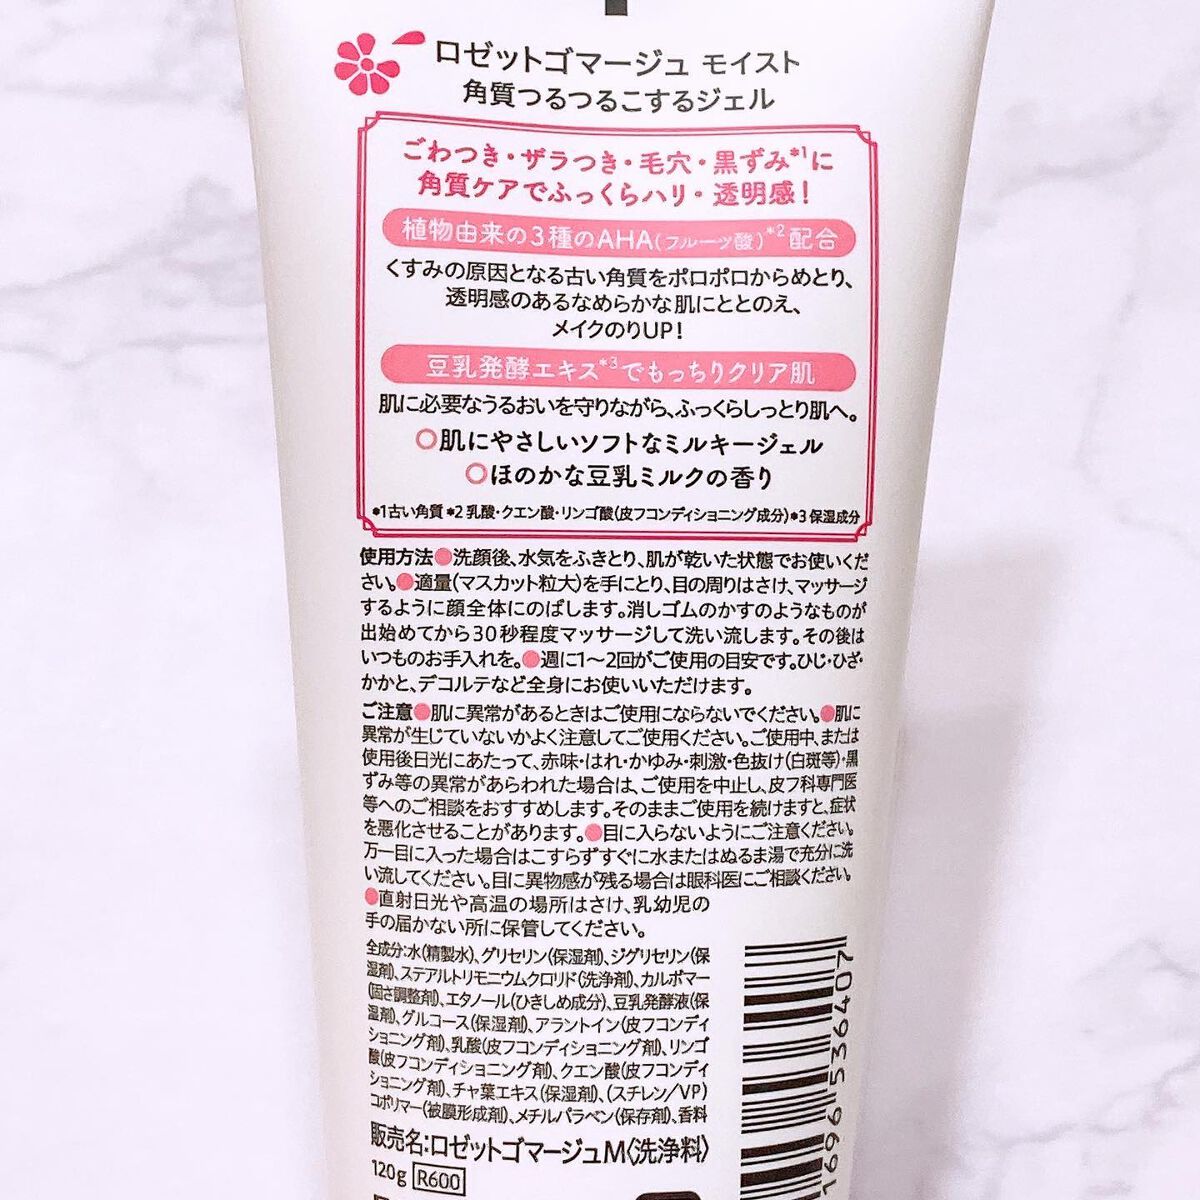 ロゼットゴマージュ モイスト
角質つるつるこするジェル
ごわつき・ザラつき・毛穴・黒ずみ*1に
角質ケアでふっくらハリ・透明感！
植物由来の3種のAHA(フルーツ酸)*2配合
くすみの原因となる古い角質をポロポロからめとり、
透明感のあるなめらかな肌にととのえ、
メイクのりUP！
豆乳発酵エキス*3でもっちりクリア肌
肌に必要なうるおいを守りながら、ふっくらしっとり肌へ。
○肌にやさしいソフトなミルキージェル
○ほのかな豆乳ミルクの香り
*1古い角質 *2 乳酸・クエン酸・リンゴ酸(皮フコンディショニング成分) *3 保湿成分
使用方法●洗顔後、水気をふきとり、肌が乾いた状態でお使いくだ
さい。●適量(マスカット粒大)を手にとり、目の周りはさけ、マッサージ
するように顔全体にのばします。消しゴムのかすのようなものが
出始めてから30秒程度マッサージして洗い流します。その後は
いつものお手入れを。●週に1〜2回がご使用の目安です。ひじ・ひざ・
かかと、デコルテなど全身にお使いいただけます。
ご注意●肌に異常があるときはご使用にならないでください。●肌に
異常が生じていないかよく注意してご使用ください。ご使用中、または
使用後日光にあたって、赤味・はれ・かゆみ・刺激・色抜け(白斑等)・黒
ずみ等の異常があらわれた場合は、ご使用を中止し、皮フ科専門医
等へのご相談をおすすめします。そのままご使用を続けますと、症状
を悪化させることがあります。●目に入らないようにご注意ください。
万一目に入った場合はこすらずすぐに水またはぬるま湯で充分に洗
い流してください。目に異物感が残る場合は眼科医にご相談ください。
●直射日光や高温の場所はさけ、乳幼児の
手の届かない所に保管してください。
全成分:水(精製水)、グリセリン(保湿剤)、ジグリセリン(保
湿剤)、ステアルトリモニウムクロリド(洗浄剤)、カルボマー
(固さ調整剤)、エタノール(ひきしめ成分)、豆乳発酵液(保
湿剤)、グルコース(保湿剤)、アラントイン(皮フコンディ
ショニング剤)、乳酸(皮フコンディショニング剤)、リンゴ
酸(皮フコンディショニング剤)、クエン酸(皮フコンディ
ショニング剤)、チャ葉エキス(保湿剤)、(スチレン/VP)
コポリマー(被膜形成剤)、メチルパラベン(保存剤)、香料
販売名:ロゼットゴマージュM〈洗浄料〉
120g R600
1696 536407